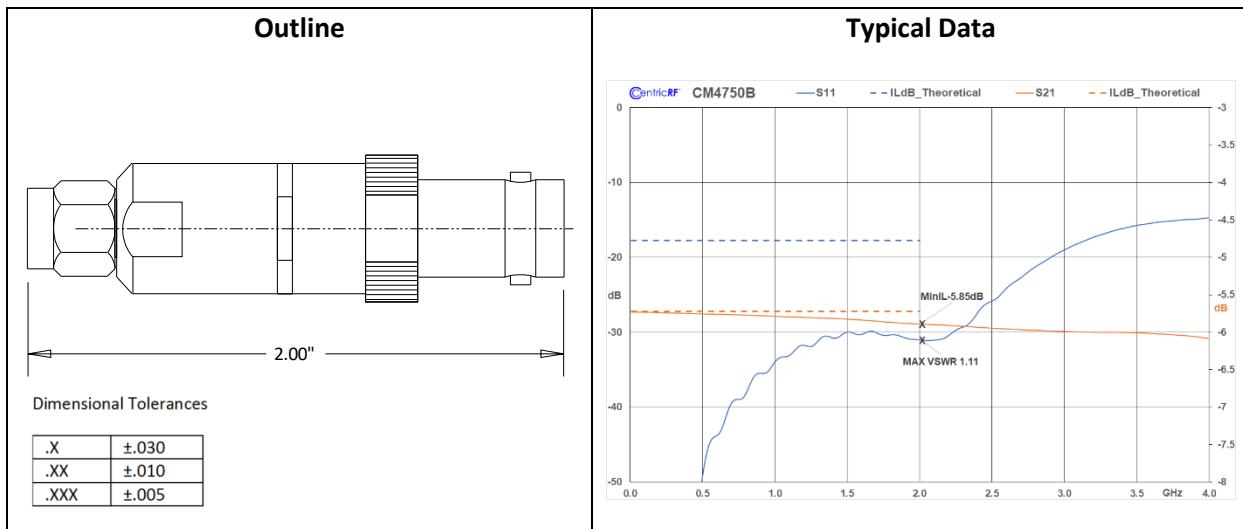 Outline
2.00"
Dimensional Tolerances
.X ±.030
.XX ±.010
.XXX ±.005
Typical Data
CentricRF CM4750B S11 ILdB_Theoretical S21 ILdB_Theoretical
0 -3
-3.5
-10 -4
-4.5
-20 -5
dB MinIL-5.85dB -5.5 dB
-30 -6
MAX VSWR 1.11
-6.5
-40 -7
-7.5
-50 -8
0.0 0.5 1.0 1.5 2.0 2.5 3.0 3.5 GHz 4.0